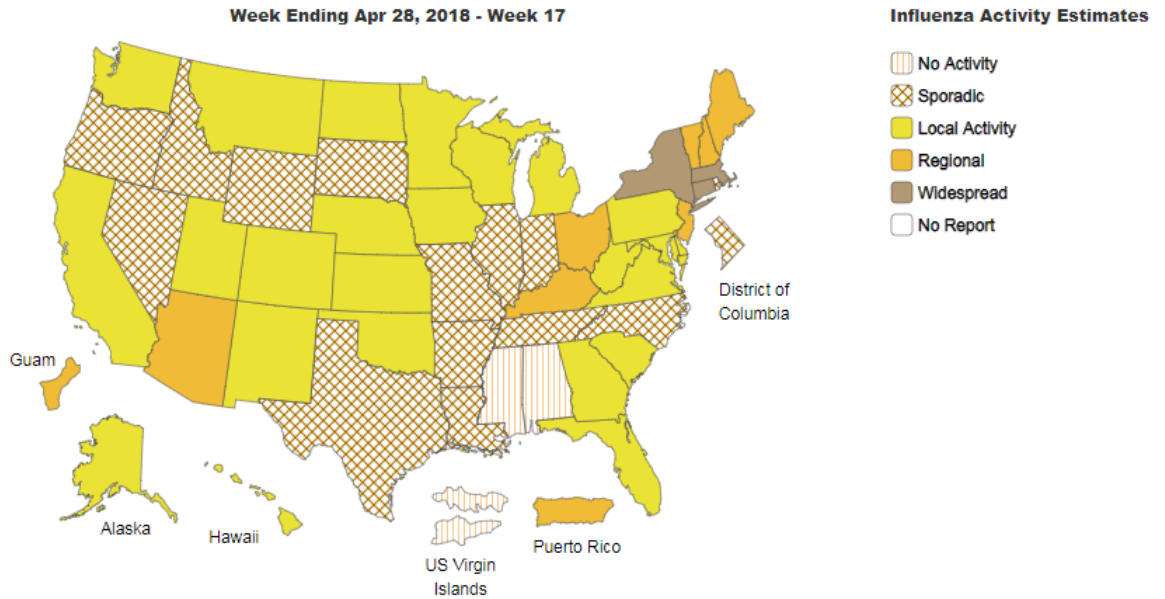 Week Ending Apr 28, 2018 - Week 17
Influenza Activity Estimates
No Activity
Sporadic
Local Activity
Regional
Widespread
No Report
District of
Columbia
Guam
Alaska
Hawaii
US Virgin
Islands
Puerto Rico